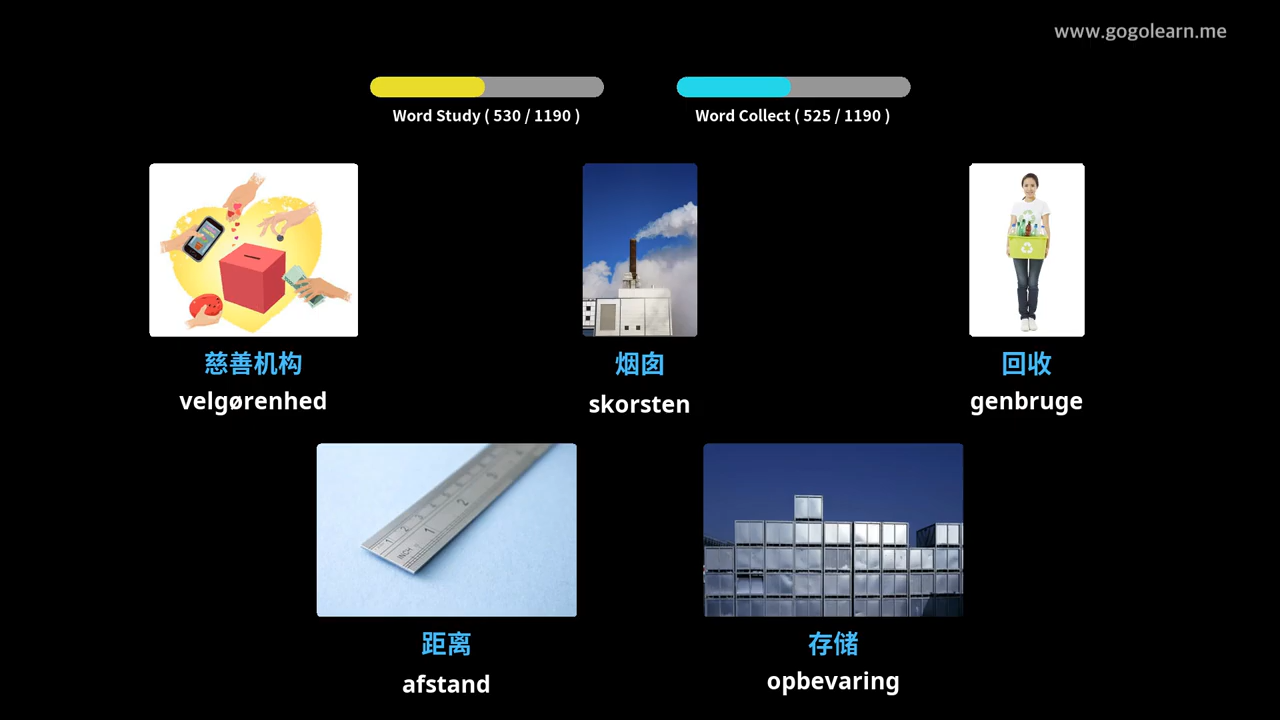 www.gogolearn.me
Word Study ( 530 / 1190 )
Word Collect ( 525 / 1190 )
慈善机构
烟囱
回收
velgørenhed
skorsten
genbruge
距离
存储
afstand
opbevaring